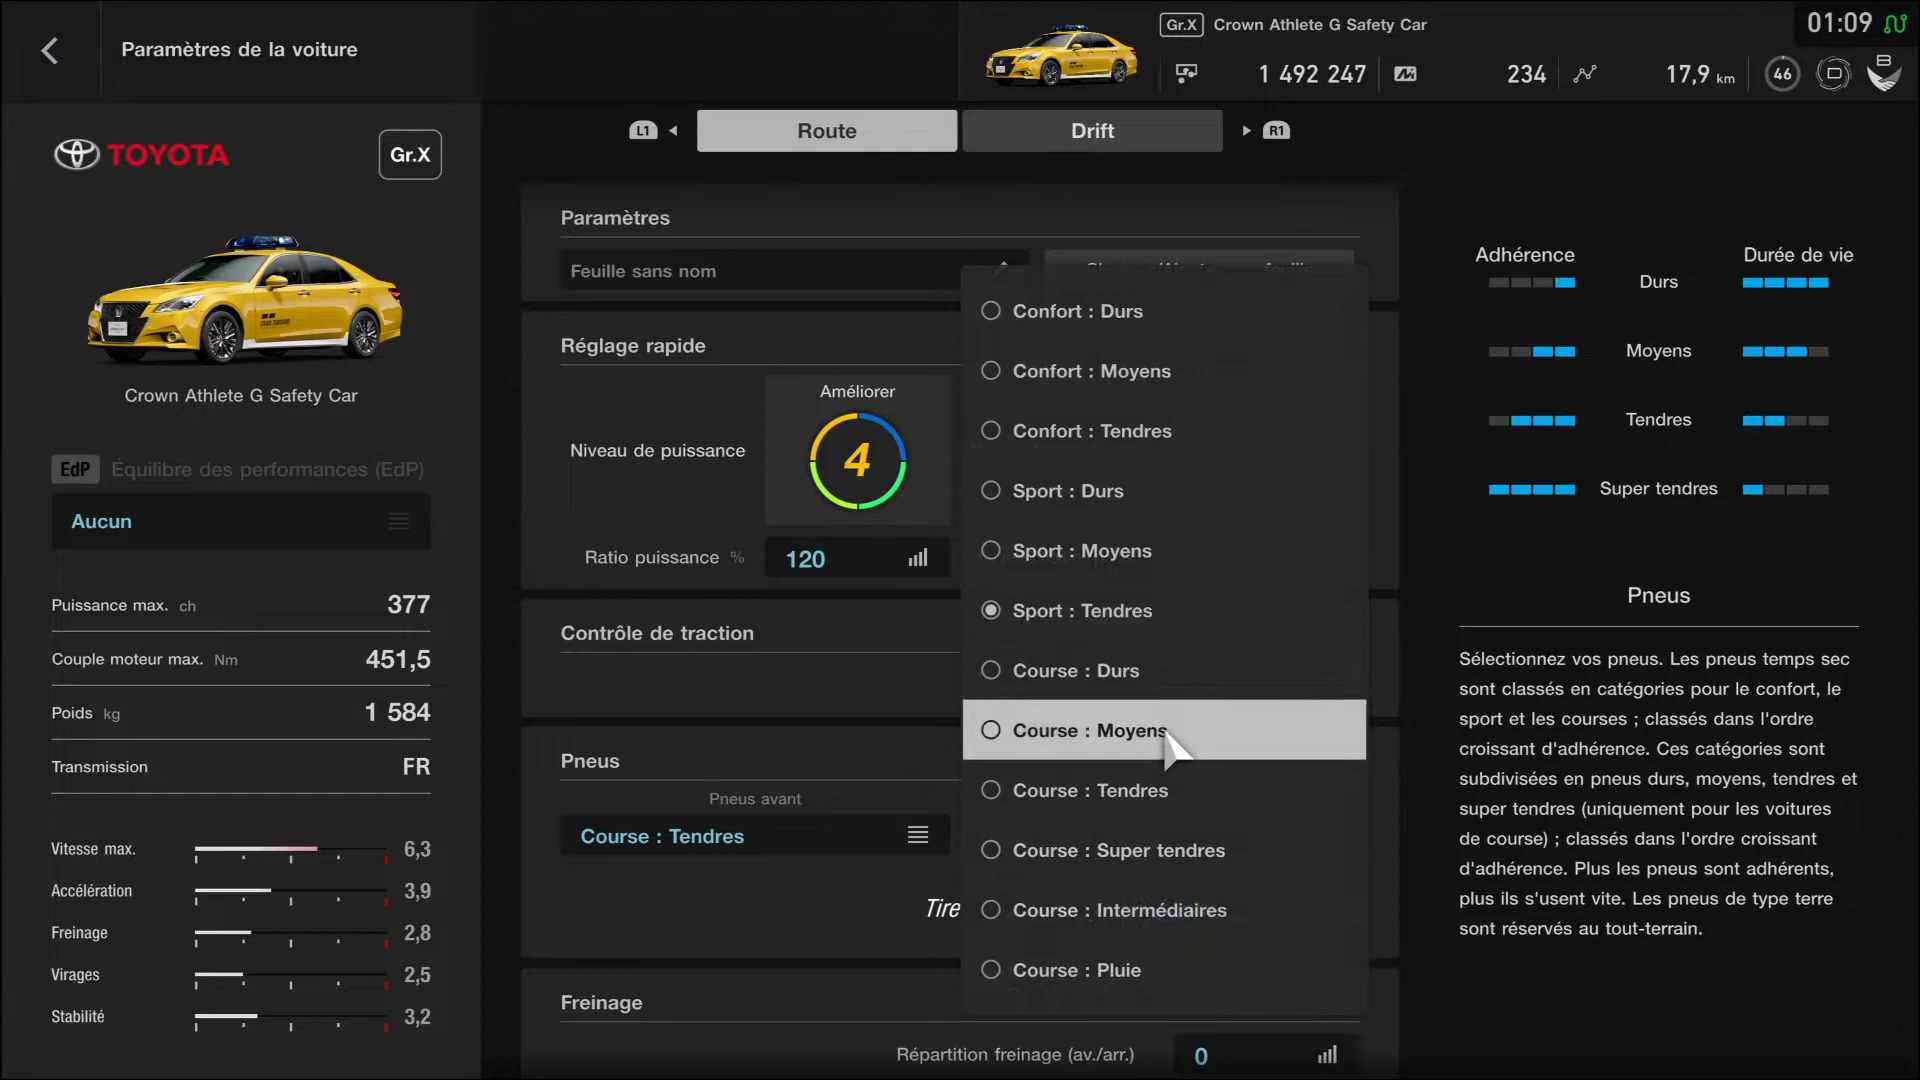 Paramètres de la voiture
Gr.X Crown Athlete G Safety Car
01:09
1 492 247
234
17,9 km
46
D
B
TOYOTA
Gr.X
Crown Athlete G Safety Car
EdP Équilibre des performances (EdP)
Aucun
Puissance max. ch 377
Couple moteur max. Nm 451,5
Poids kg 1 584
Transmission FR
Vitesse max. 6,3
Accélération 3,9
Freinage 2,8
Virages 2,5
Stabilité 3,2
L1 Route Drift R1
Paramètres
Feuille sans nom
Réglage rapide
Améliorer
Niveau de puissance 4
Ratio puissance % 120
Contrôle de traction
Pneus
Pneus avant
Course : Tendres
Tire
Freinage
Répartition freinage (av./arr.) 0
Confort : Durs
Confort : Moyens
Confort : Tendres
Sport : Durs
Sport : Moyens
Sport : Tendres
Course : Durs
Course : Moyens
Course : Tendres
Course : Super tendres
Course : Intermédiaires
Course : Pluie
Adhérence Durée de vie
Durs
Moyens
Tendres
Super tendres
Pneus
Sélectionnez vos pneus. Les pneus temps sec
sont classés en catégories pour le confort, le
sport et les courses ; classés dans l'ordre
croissant d'adhérence. Ces catégories sont
subdivisées en pneus durs, moyens, tendres et
super tendres (uniquement pour les voitures
de course) ; classés dans l'ordre croissant
d'adhérence. Plus les pneus sont adhérents,
plus ils s'usent vite. Les pneus de type terre
sont réservés au tout-terrain.